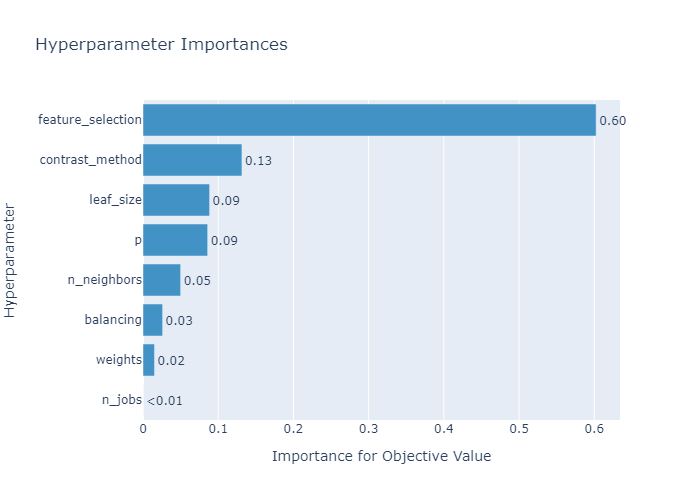 Hyperparameter Importances
Hyperparameter
feature_selection 0.60
contrast_method 0.13
leaf_size 0.09
p 0.09
n_neighbors 0.05
balancing 0.03
weights 0.02
n_jobs <0.01
0 0.1 0.2 0.3 0.4 0.5 0.6
Importance for Objective Value